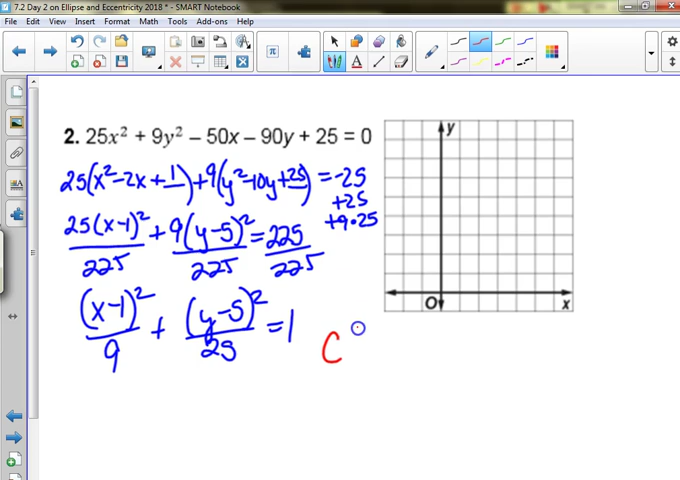 7.2 Day 2 on Ellipse and Eccentricity 2018 * - SMART Notebook
File Edit View Insert Format Tools Add-ons Help
2. 25x² + 9y² – 50x – 90y + 25 = 0
25(x²-2x+1)+9(y²-10y+25)=-25
+25
+9•25
25(x-1)²/225 + 9(y-5)²/225 = 225/225
(x-1)²/9 + (y-5)²/25 = 1
C
y
O
x